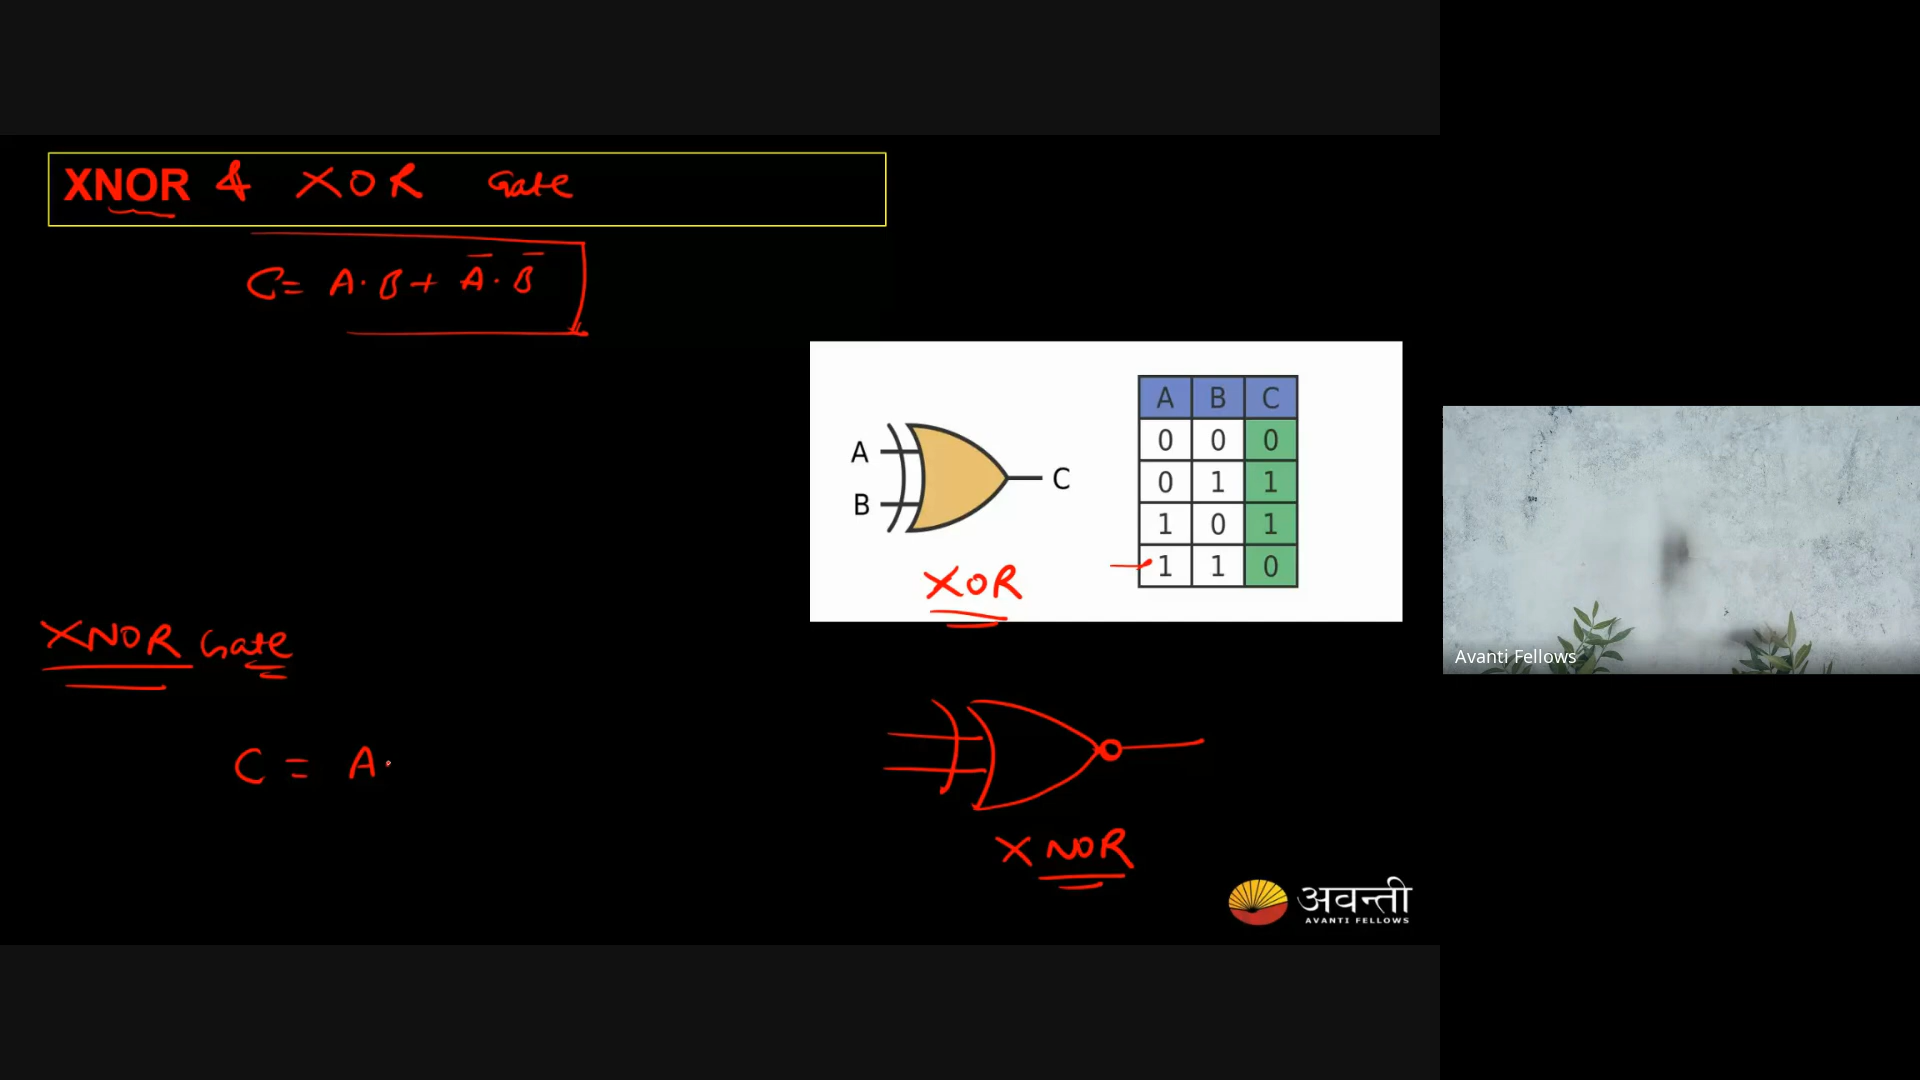 XNOR & XOR Gate
C = A · B + A̅ · B̅
A
B
C
A B C
0 0 0
0 1 1
1 0 1
1 1 0
XOR
XNOR Gate
C = A ·
XNOR
Avanti Fellows
अवन्ती
AVANTI FELLOWS